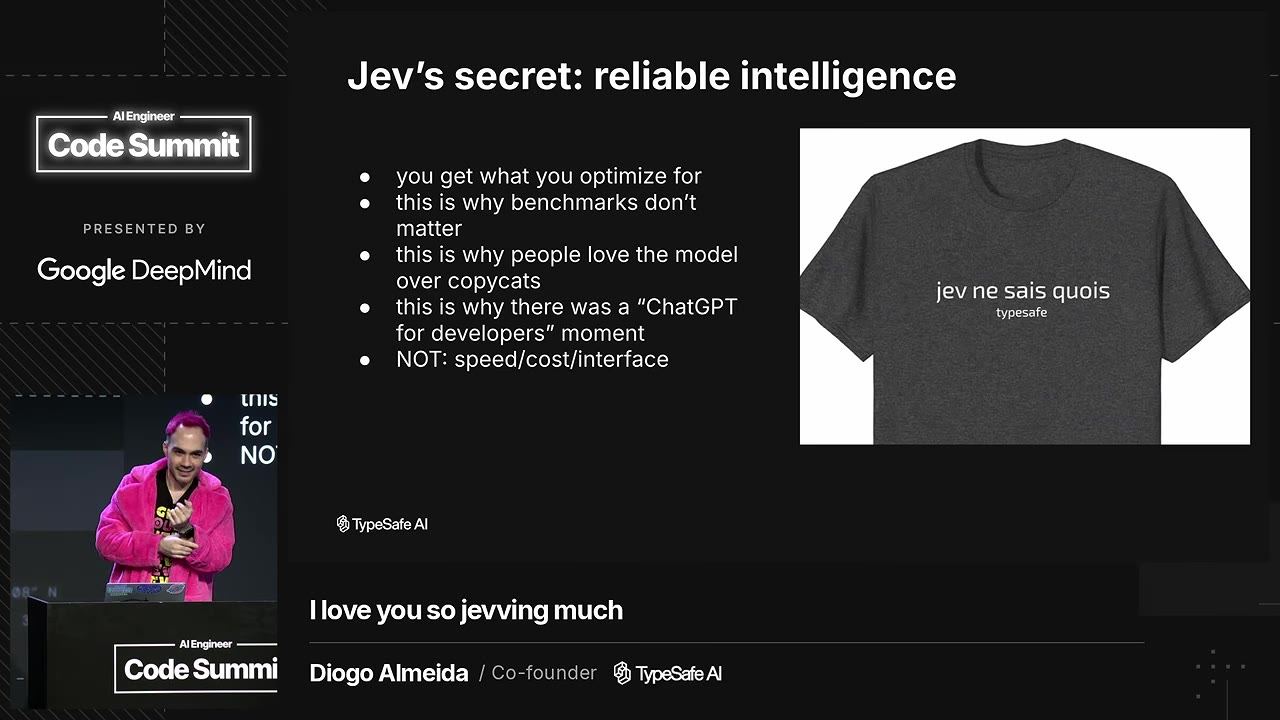 AI Engineer
Code Summit
PRESENTED BY
Google DeepMind
Jev’s secret: reliable intelligence
● you get what you optimize for
● this is why benchmarks don’t
matter
● this is why people love the model
over copycats
● this is why there was a “ChatGPT
for developers” moment
● NOT: speed/cost/interface
jev ne sais quois
typesafe
TypeSafe AI
this
for
NO
AI Engineer
Code Summi
I love you so jevving much
Diogo Almeida / Co-founder TypeSafe AI